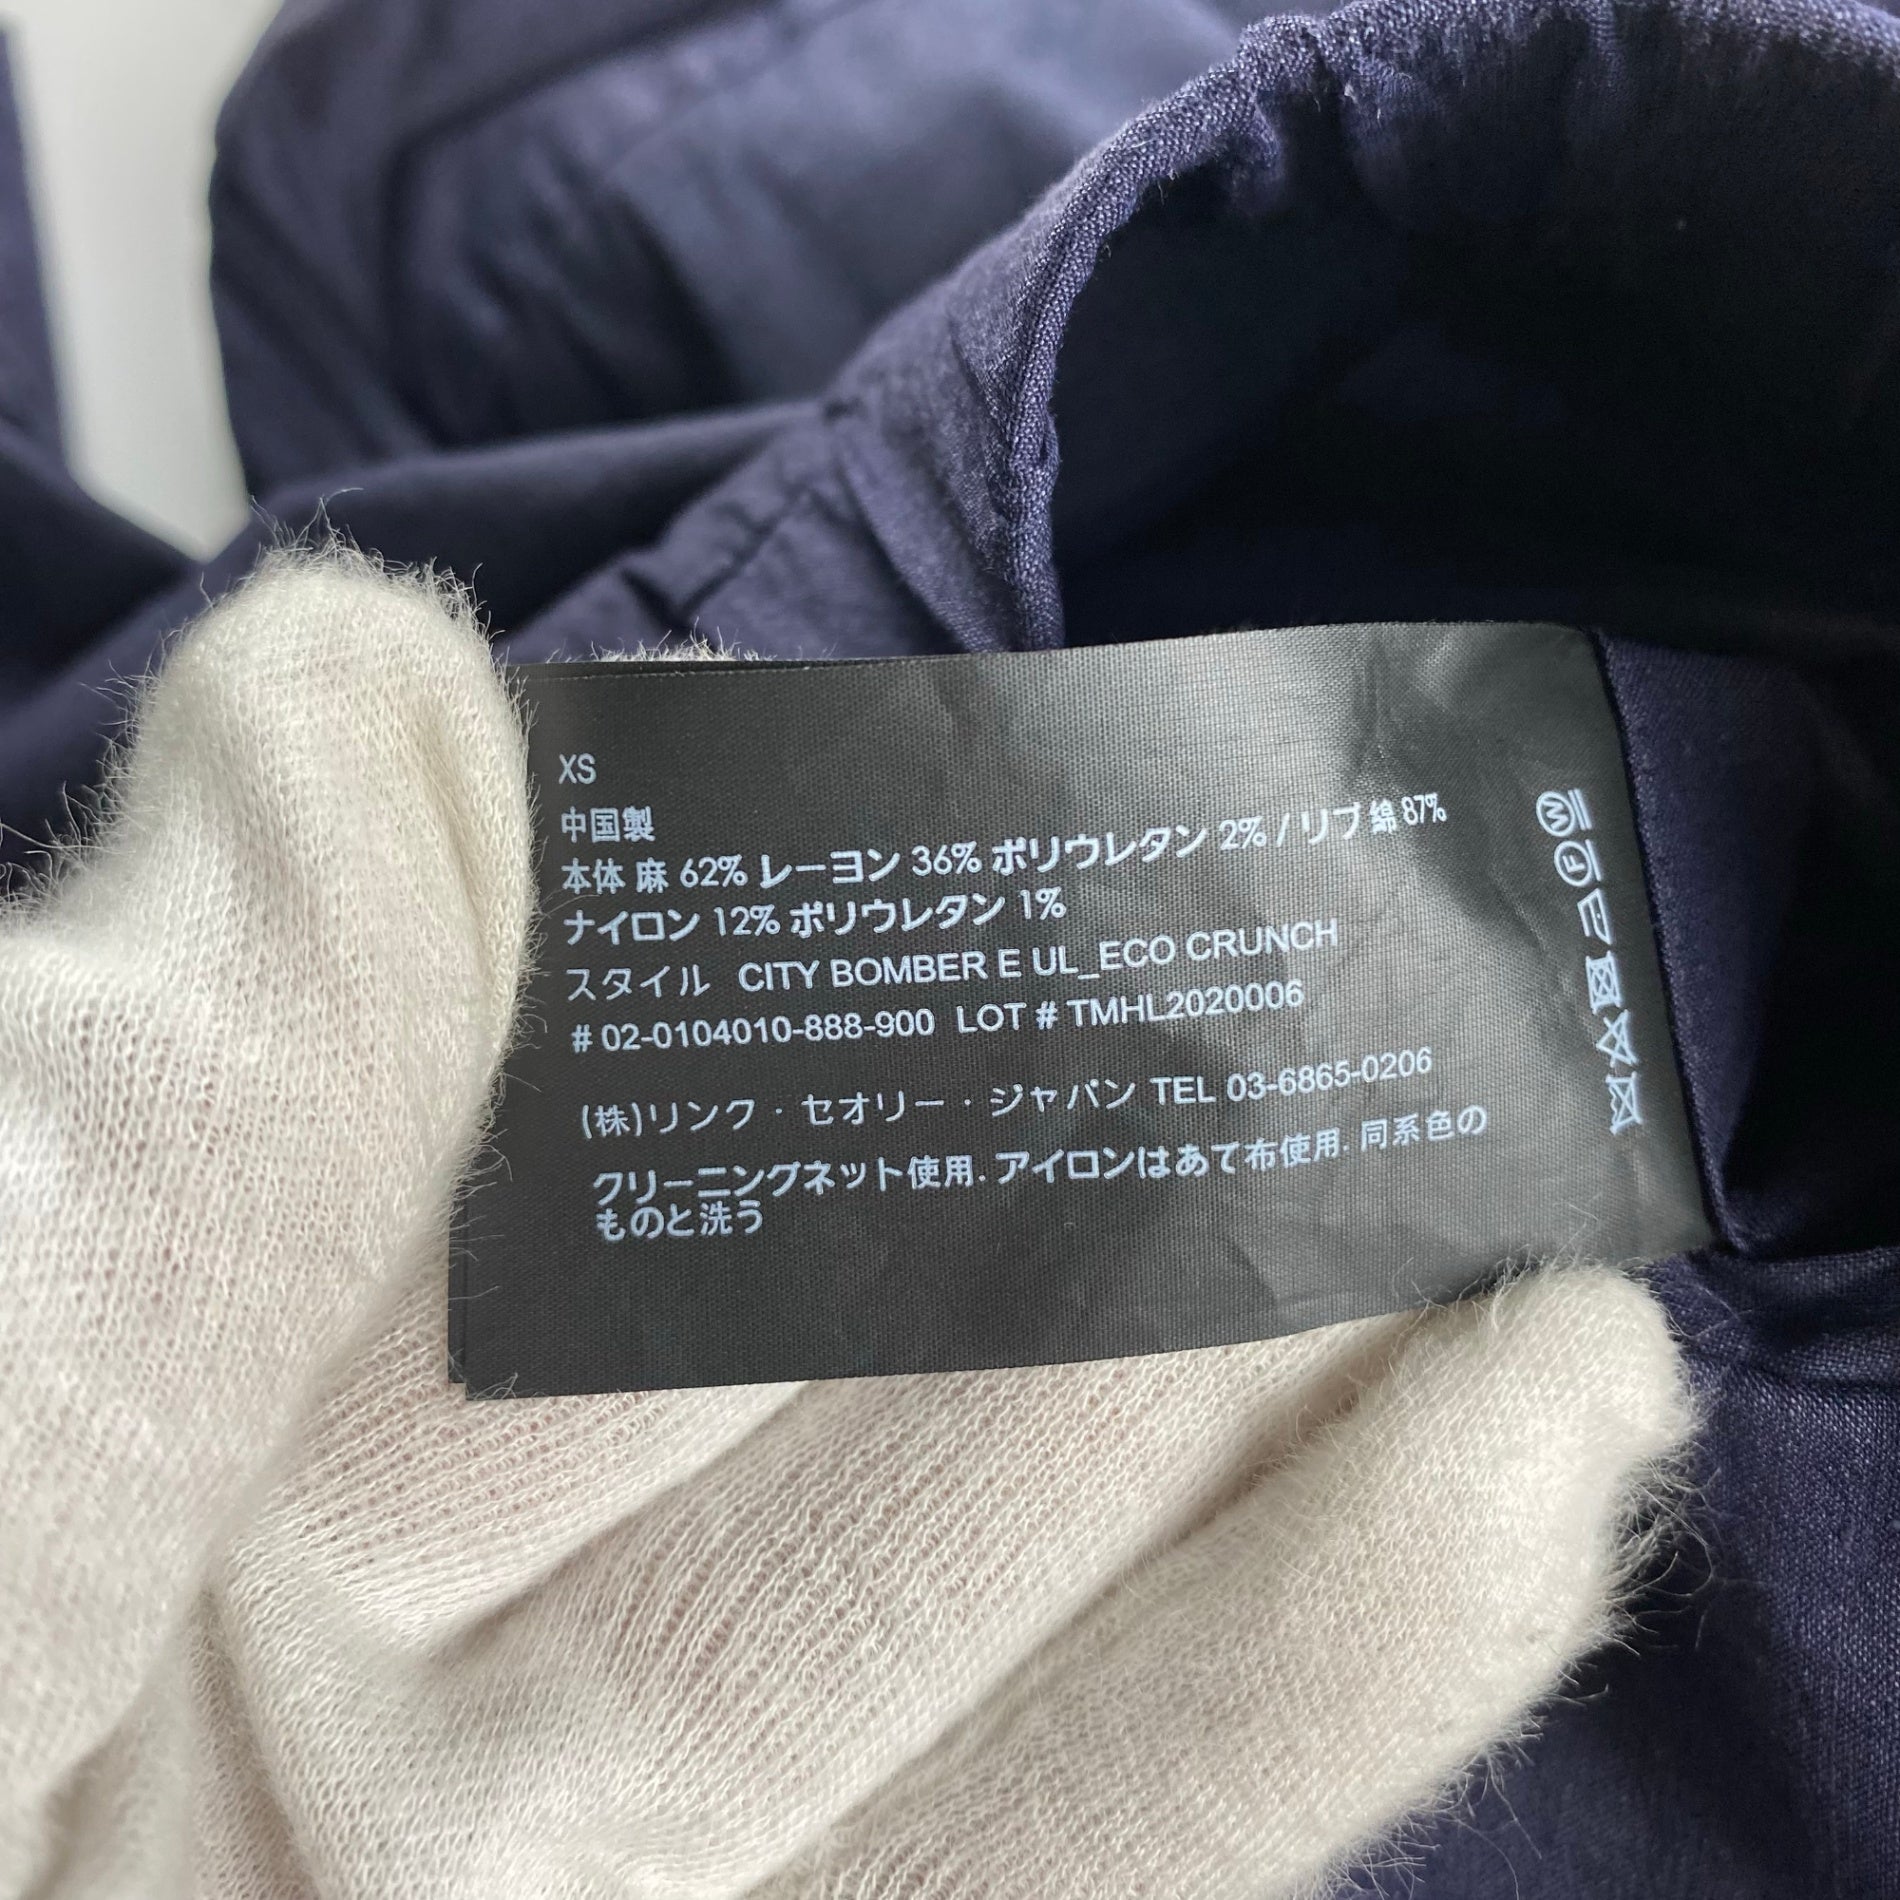 XS
中国製
本体 麻 62% レーヨン 36% ポリウレタン 2% / リブ 綿 87%
ナイロン 12% ポリウレタン 1%
スタイル CITY BOMBER E UL_ECO CRUNCH
# 02-0104010-888-900 LOT # TMHL2020006
(株)リンク・セオリー・ジャパン TEL 03-6865-0206
クリーニングネット使用. アイロンはあて布使用. 同系色の
ものと洗う
W
F